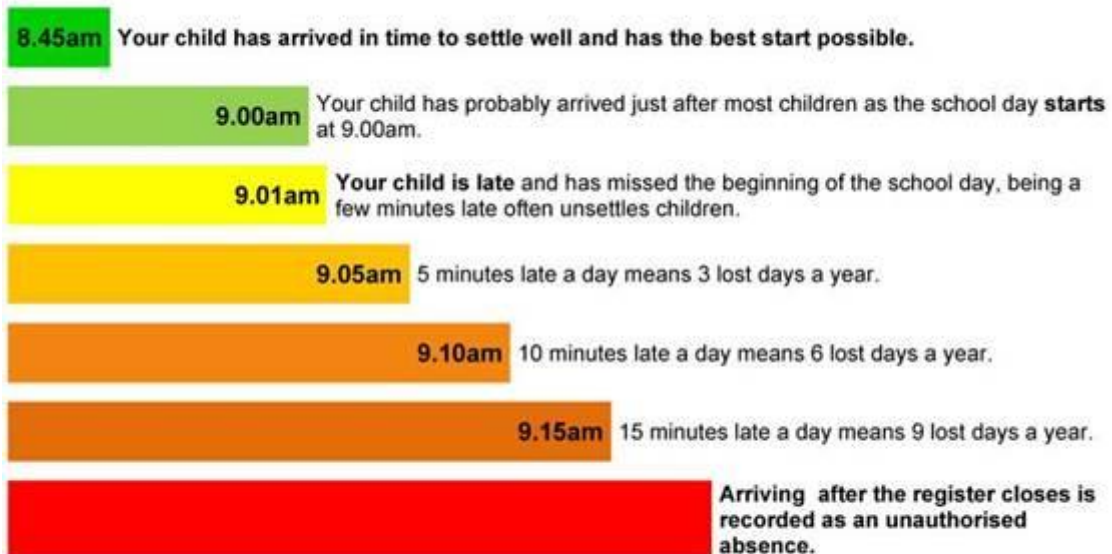 8.45am Your child has arrived in time to settle well and has the best start possible.
9.00am Your child has probably arrived just after most children as the school day starts
at 9.00am.
9.01am Your child is late and has missed the beginning of the school day, being a
few minutes late often unsettles children.
9.05am 5 minutes late a day means 3 lost days a year.
9.10am 10 minutes late a day means 6 lost days a year.
9.15am 15 minutes late a day means 9 lost days a year.
Arriving after the register closes is
recorded as an unauthorised
absence.